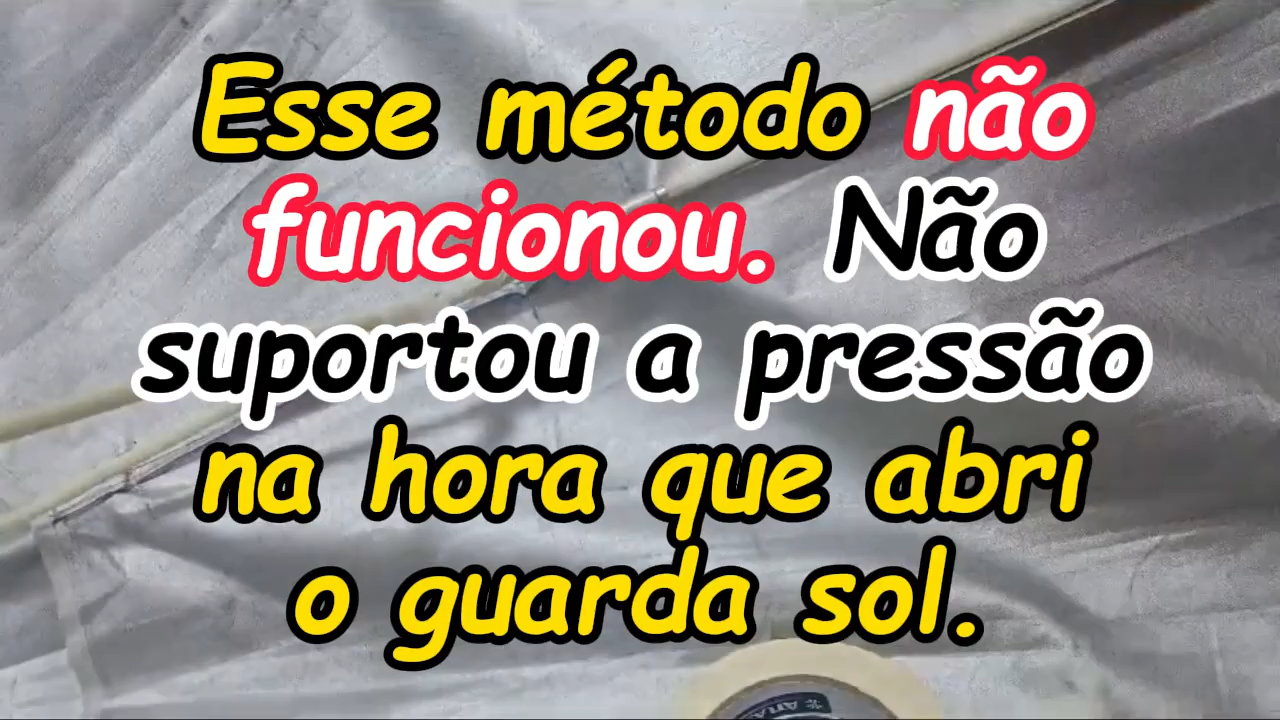 Esse método não
funcionou. Não
suportou a pressão
na hora que abri
o guarda sol.